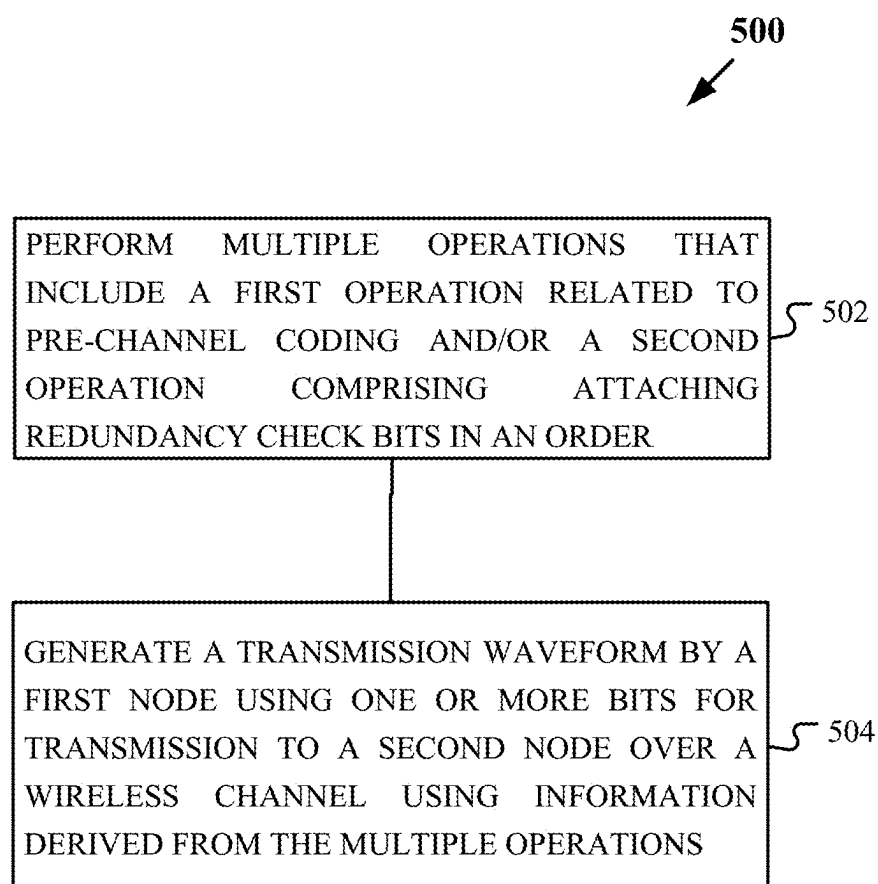 500
PERFORM MULTIPLE OPERATIONS THAT
INCLUDE A FIRST OPERATION RELATED TO
PRE-CHANNEL CODING AND/OR A SECOND
OPERATION COMPRISING ATTACHING
REDUNDANCY CHECK BITS IN AN ORDER
502
GENERATE A TRANSMISSION WAVEFORM BY A
FIRST NODE USING ONE OR MORE BITS FOR
TRANSMISSION TO A SECOND NODE OVER A
WIRELESS CHANNEL USING INFORMATION
DERIVED FROM THE MULTIPLE OPERATIONS
504